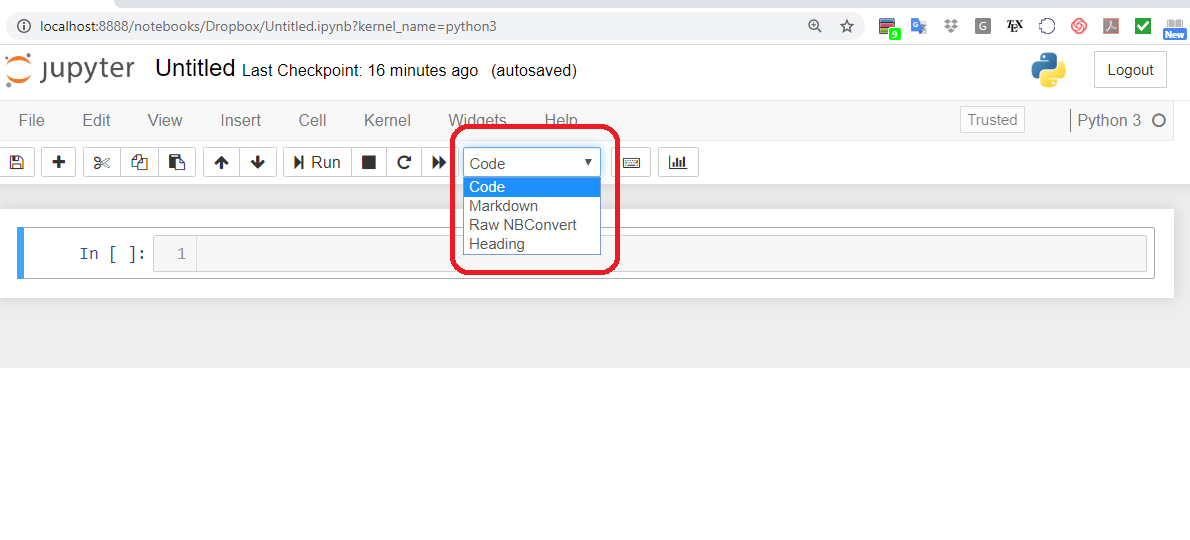 localhost:8888/notebooks/Dropbox/Untitled.ipynb?kernel_name=python3
9
G
TEX
New
jupyter Untitled Last Checkpoint: 16 minutes ago (autosaved)
Logout
File Edit View Insert Cell Kernel Widgets Help
Trusted
Python 3
Run
Code
Code
Markdown
Raw NBConvert
Heading
In [ ]: 1